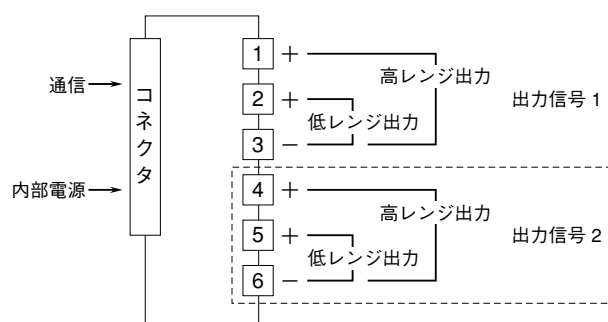 1 + 高レンジ出力
通信 コネクタ 2 + 低レンジ出力 出力信号 1
3 −
4 + 高レンジ出力
内部電源 5 + 低レンジ出力 出力信号 2
6 −